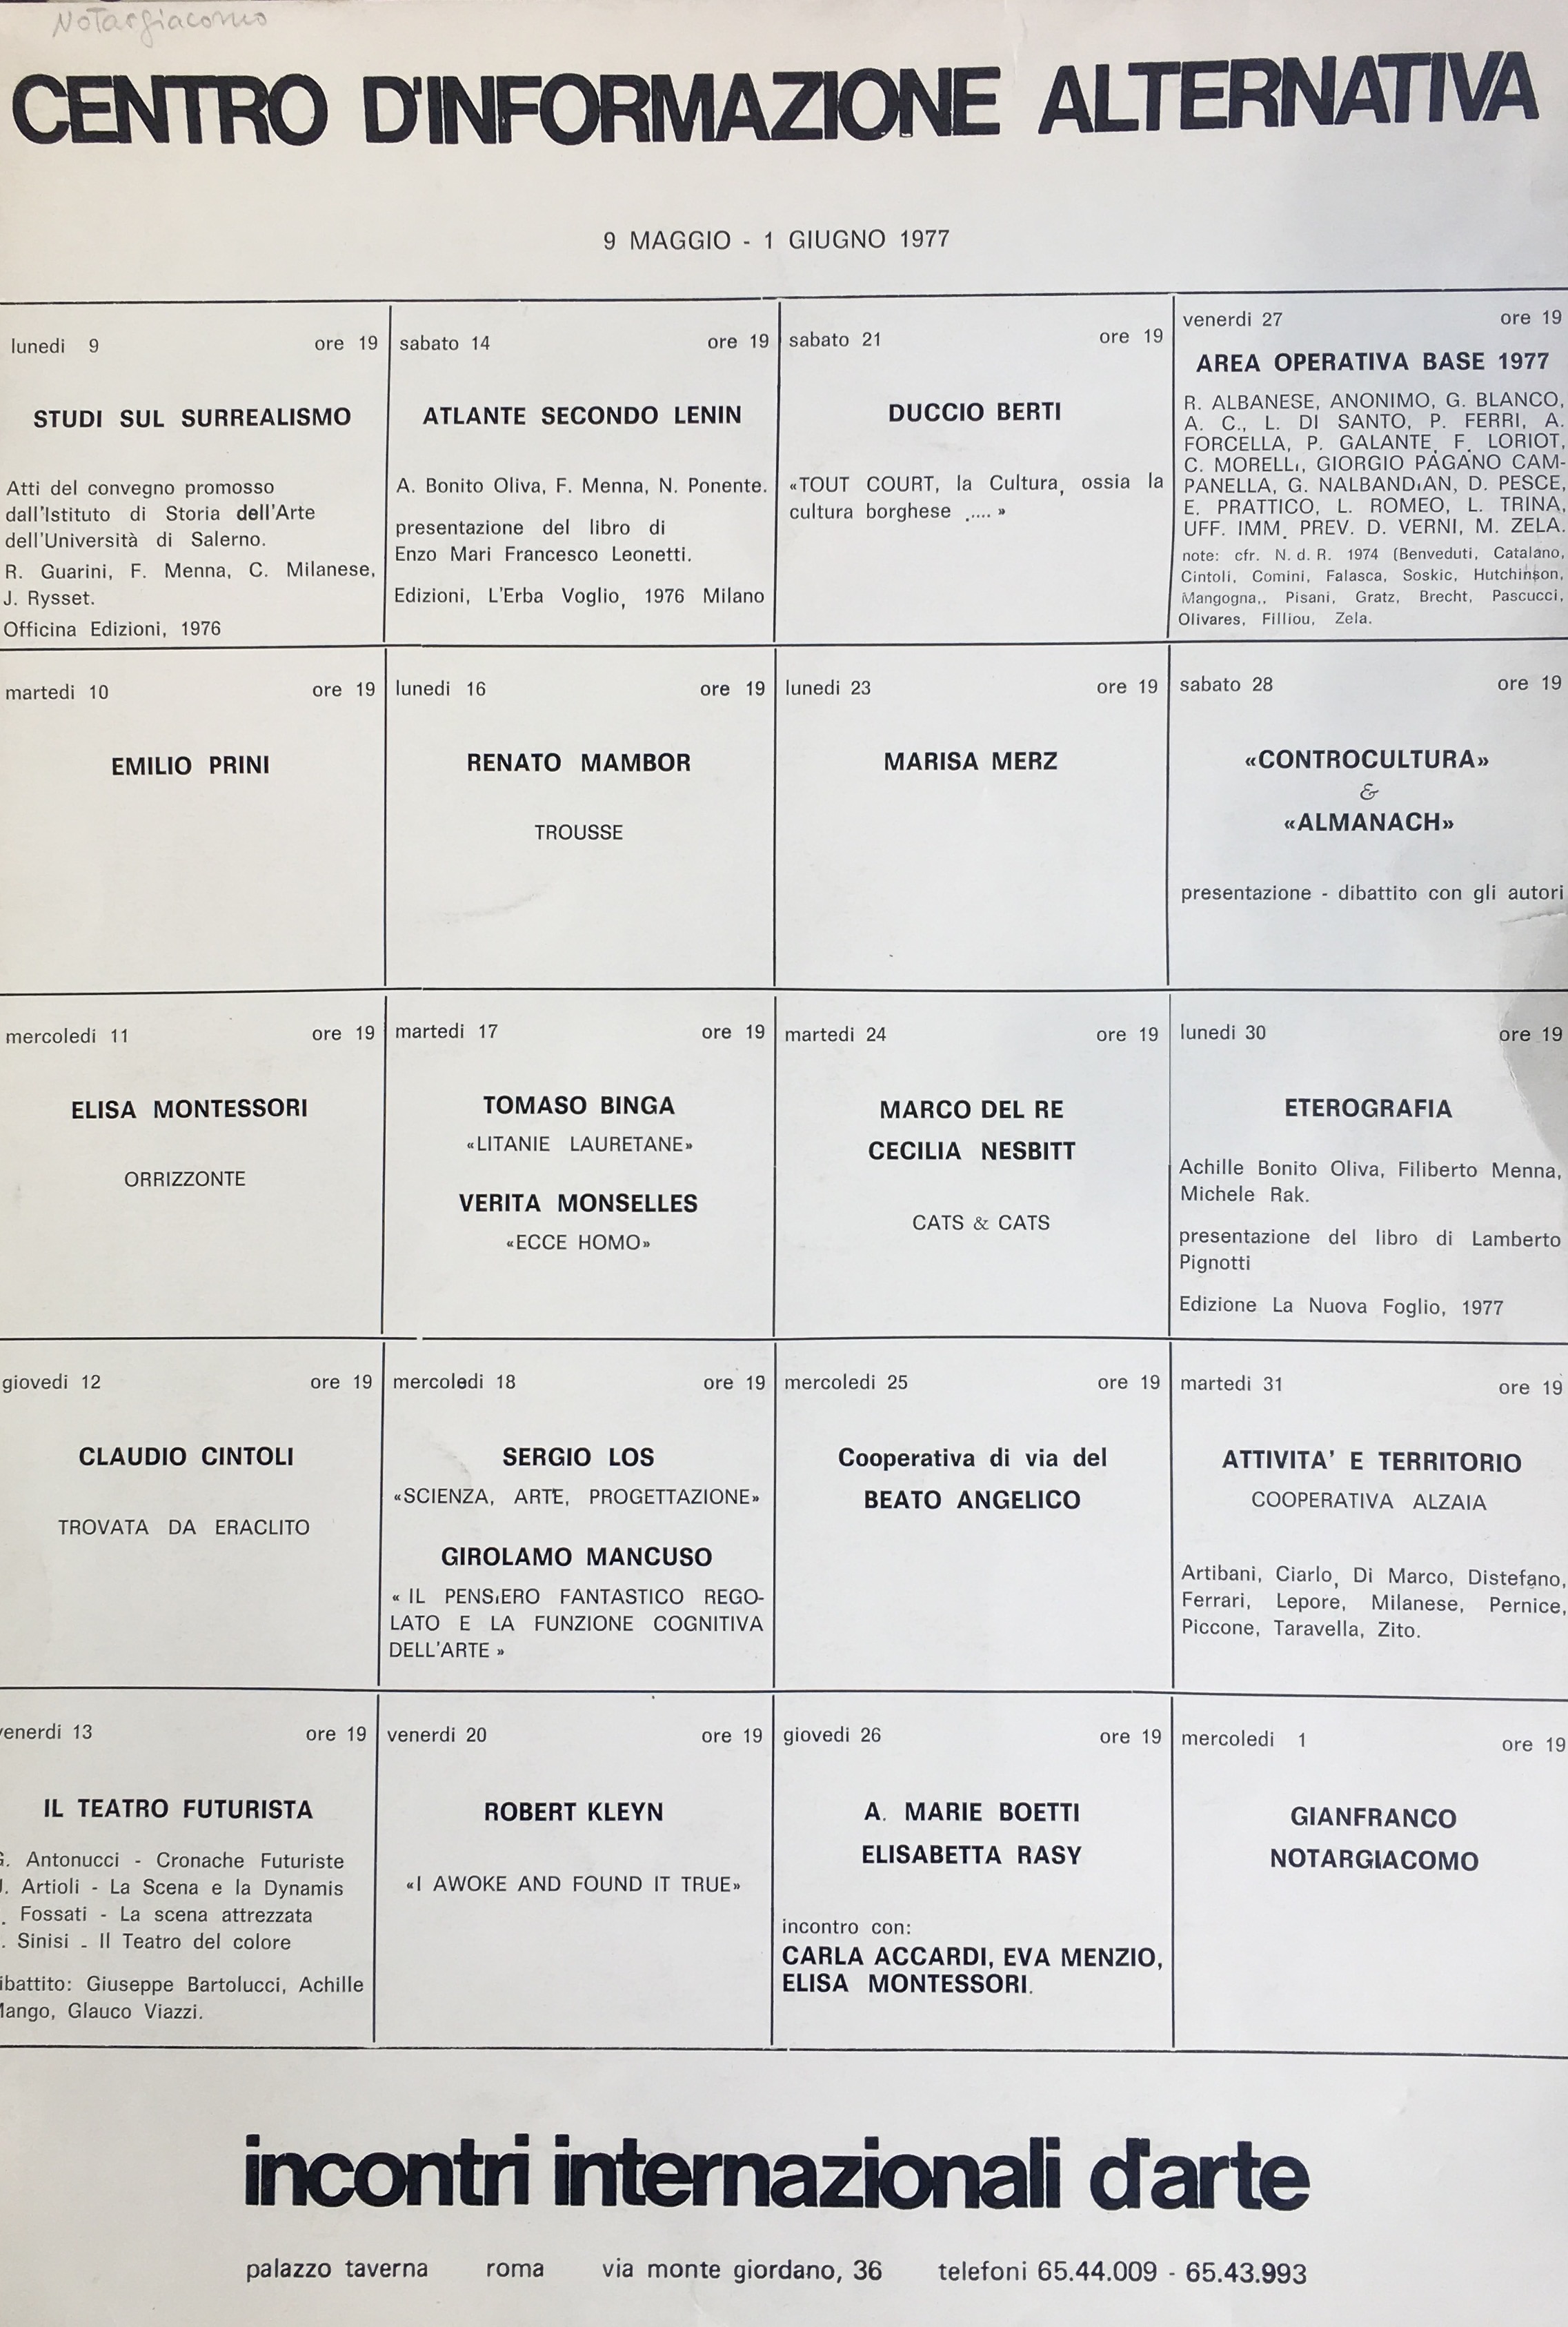 Notargiacomo
CENTRO D'INFORMAZIONE ALTERNATIVA
9 MAGGIO - 1 GIUGNO 1977
lunedi 9 ore 19
STUDI SUL SURREALISMO
Atti del convegno promosso
dall'Istituto di Storia dell'Arte
dell'Università di Salerno.
R. Guarini, F. Menna, C. Milanese,
J. Rysset.
Officina Edizioni, 1976
martedi 10 ore 19
EMILIO PRINI
mercoledi 11 ore 19
ELISA MONTESSORI
ORRIZZONTE
giovedi 12 ore 19
CLAUDIO CINTOLI
TROVATA DA ERACLITO
venerdi 13 ore 19
IL TEATRO FUTURISTA
G. Antonucci - Cronache Futuriste
Artioli - La Scena e la Dynamis
. Fossati - La scena attrezzata
. Sinisi - Il Teatro del colore
ibattito: Giuseppe Bartolucci, Achille
Mango, Glauco Viazzi.
sabato 14 ore 19
ATLANTE SECONDO LENIN
A. Bonito Oliva, F. Menna, N. Ponente.
presentazione del libro di
Enzo Mari Francesco Leonetti.
Edizioni, L'Erba Voglio, 1976 Milano
lunedi 16 ore 19
RENATO MAMBOR
TROUSSE
martedi 17 ore 19
TOMASO BINGA
«LITANIE LAURETANE»
VERITA MONSELLES
«ECCE HOMO»
mercoledi 18 ore 19
SERGIO LOS
«SCIENZA, ARTE, PROGETTAZIONE»
GIROLAMO MANCUSO
« IL PENSIERO FANTASTICO REGO-
LATO E LA FUNZIONE COGNITIVA
DELL'ARTE »
venerdi 20 ore 19
ROBERT KLEYN
«I AWOKE AND FOUND IT TRUE»
sabato 21 ore 19
DUCCIO BERTI
«TOUT COURT, la Cultura, ossia la
cultura borghese ..... »
lunedi 23 ore 19
MARISA MERZ
martedi 24 ore 19
MARCO DEL RE
CECILIA NESBITT
CATS & CATS
mercoledi 25 ore 19
Cooperativa di via del
BEATO ANGELICO
giovedi 26 ore 19
A. MARIE BOETTI
ELISABETTA RASY
incontro con:
CARLA ACCARDI, EVA MENZIO,
ELISA MONTESSORI.
venerdi 27 ore 19
AREA OPERATIVA BASE 1977
R. ALBANESE, ANONIMO, G. BLANCO,
A. C., L. DI SANTO, P. FERRI, A.
FORCELLA, P. GALANTE, F. LORIOT,
C. MORELLI, GIORGIO PAGANO CAM-
PANELLA, G. NALBANDIAN, D. PESCE,
E. PRATTICO, L. ROMEO, L. TRINA,
UFF. IMM. PREV. D. VERNI, M. ZELA.
note: cfr. N. d. R. 1974 (Benveduti, Catalano,
Cintoli, Comini, Falasca, Soskic, Hutchinson,
Mangogna,, Pisani, Gratz, Brecht, Pascucci,
Olivares, Filliou, Zela.
sabato 28 ore 19
«CONTROCULTURA»
&
«ALMANACH»
presentazione - dibattito con gli autori
lunedi 30 ore 19
ETEROGRAFIA
Achille Bonito Oliva, Filiberto Menna,
Michele Rak.
presentazione del libro di Lamberto
Pignotti
Edizione La Nuova Foglio, 1977
martedi 31 ore 19
ATTIVITA' E TERRITORIO
COOPERATIVA ALZAIA
Artibani, Ciarlo, Di Marco, Distefano,
Ferrari, Lepore, Milanese, Pernice,
Piccone, Taravella, Zito.
mercoledi 1 ore 19
GIANFRANCO
NOTARGIACOMO
incontri internazionali d'arte
palazzo taverna roma via monte giordano, 36 telefoni 65.44.009 - 65.43.993